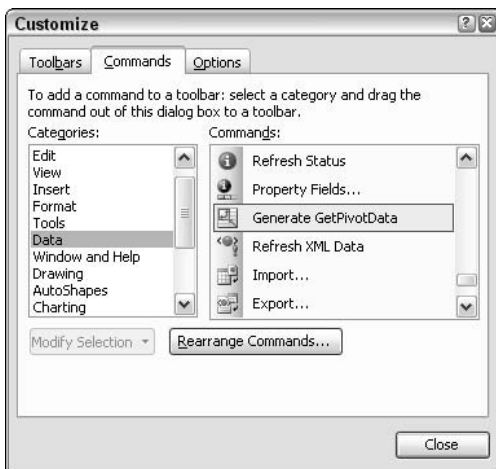 Customize
Toolbars Commands Options
To add a command to a toolbar: select a category and drag the
command out of this dialog box to a toolbar.
Categories:
Edit
View
Insert
Format
Tools
Data
Window and Help
Drawing
AutoShapes
Charting
Commands:
Refresh Status
Property Fields...
Generate GetPivotData
Refresh XML Data
Import...
Export...
Modify Selection
Rearrange Commands...
Close